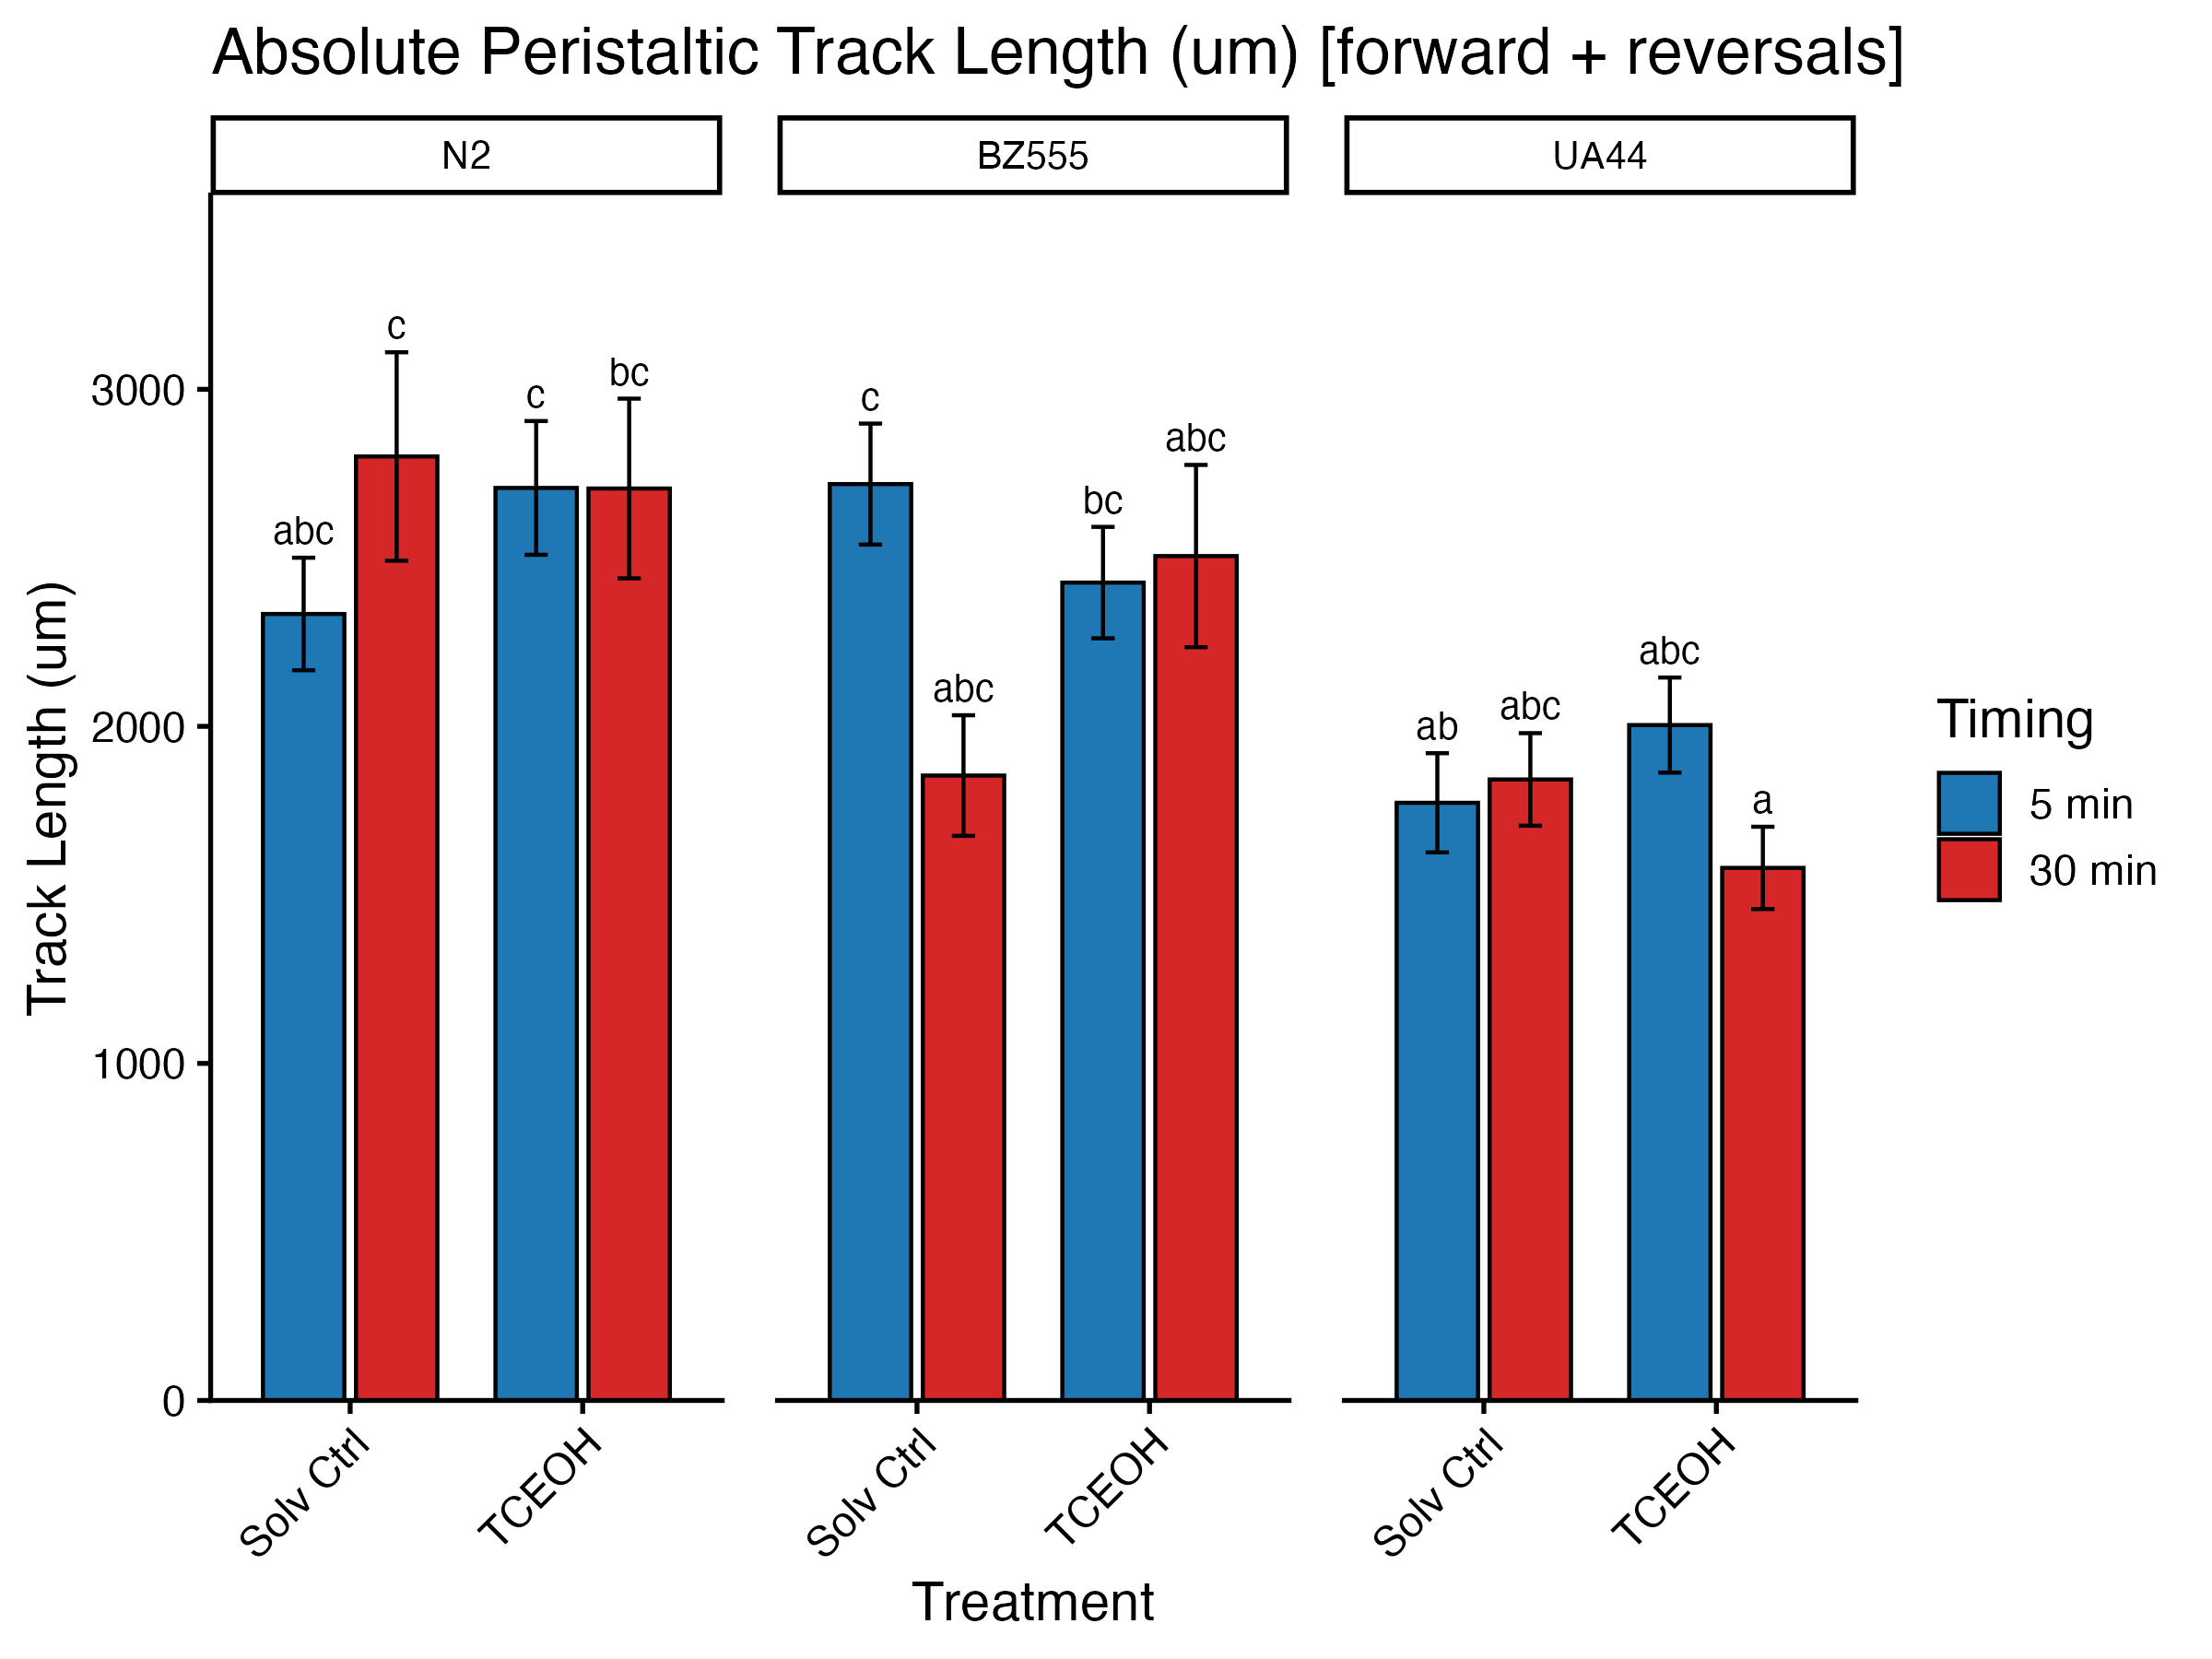 Absolute Peristaltic Track Length (um) [forward + reversals]
N2
BZ555
UA44
Track Length (um)
3000
2000
1000
0
abc
c
c
bc
c
abc
bc
abc
ab
abc
abc
a
Solv Ctrl
TCEOH
Solv Ctrl
TCEOH
Solv Ctrl
TCEOH
Treatment
Timing
5 min
30 min